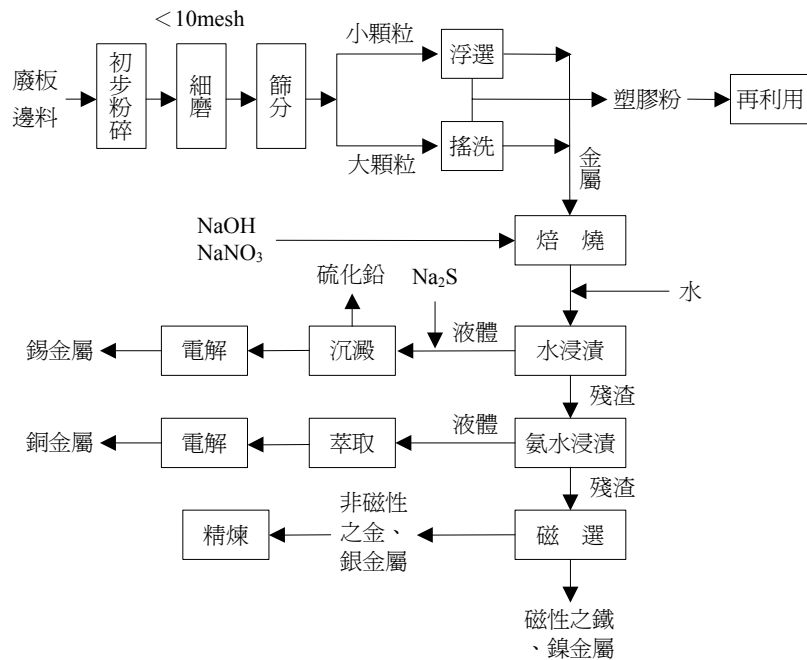 ＜10mesh
廢板
邊料
初步粉碎
細磨
篩分
小顆粒
大顆粒
浮選
搖洗
塑膠粉
再利用
金屬
NaOH
NaNO₃
焙 燒
水
硫化鉛
Na₂S
錫金屬
電解
沉澱
液體
水浸漬
殘渣
銅金屬
電解
萃取
液體
氨水浸漬
殘渣
精煉
非磁性
之金、
銀金屬
磁 選
磁性之鐵
、鎳金屬